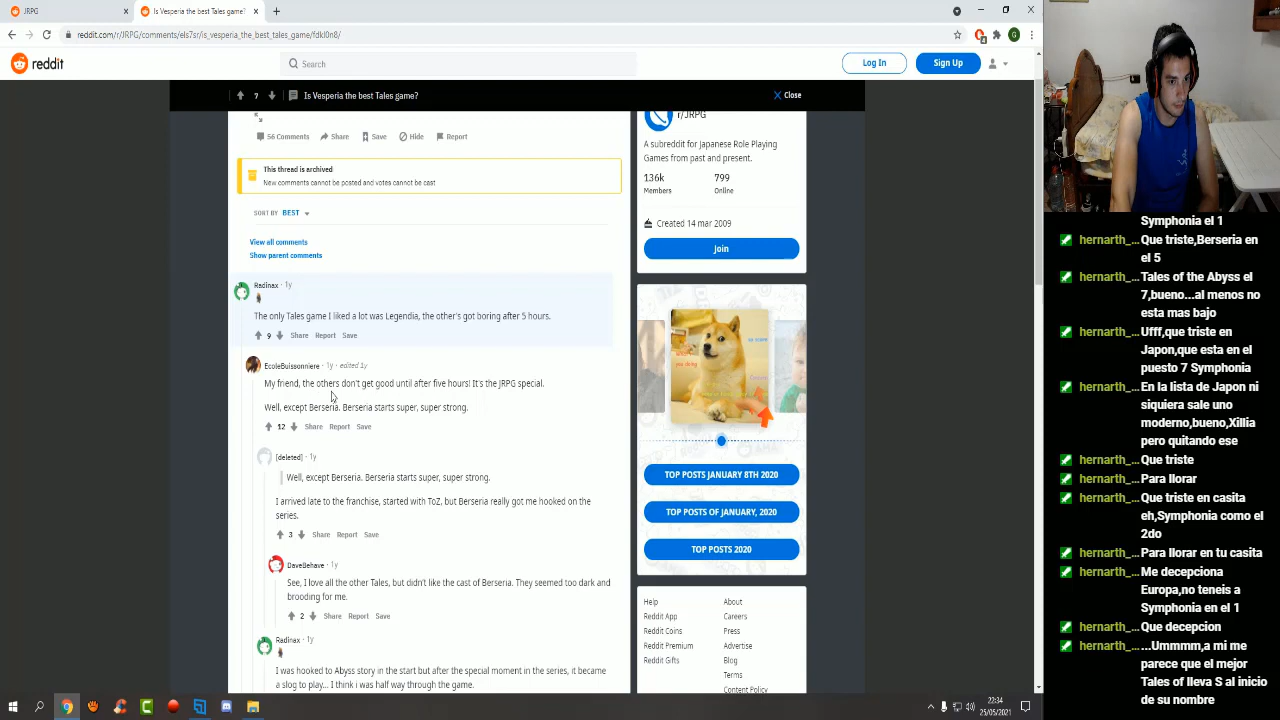 JRPG
Is Vesperia the best Tales game?
reddit.com/r/JRPG/comments/els7sr/is_vesperia_the_best_tales_game/fdkl0n8/
reddit
Search
Log In
Sign Up
7
Is Vesperia the best Tales game?
Close
56 Comments Share Save Hide Report
This thread is archived
New comments cannot be posted and votes cannot be cast
SORT BY BEST
View all comments
Show parent comments
Radinax · 1y
The only Tales game I liked a lot was Legendia, the other's got boring after 5 hours.
9 Share Report Save
EcoleBuissonniere · 1y · edited 1y
My friend, the others don't get good until after five hours! It's the JRPG special.
Well, except Berseria. Berseria starts super, super strong.
12 Share Report Save
[deleted] · 1y
Well, except Berseria. Berseria starts super, super strong.
I arrived late to the franchise, started with ToZ, but Berseria really got me hooked on the
series.
3 Share Report Save
DaveBehave · 1y
See, I love all the other Tales, but didn't like the cast of Berseria. They seemed too dark and
brooding for me.
2 Share Report Save
Radinax · 1y
I was hooked to Abyss story in the start but after the special moment in the series, it became
a slog to play... I think i was half way through the game.
r/JRPG
A subreddit for Japanese Role Playing
Games from past and present.
136k 799
Members Online
Created 14 mar 2009
Join
TOP POSTS JANUARY 8TH 2020
TOP POSTS OF JANUARY, 2020
TOP POSTS 2020
Help About
Reddit App Careers
Reddit Coins Press
Reddit Premium Advertise
Reddit Gifts Blog
Terms
Content Policy
Symphonia el 1
hernarth_... Que triste,Berseria en
el 5
hernarth_... Tales of the Abyss el
7,bueno...al menos no
esta mas bajo
hernarth_... Ufff,que triste en
Japon,que esta en el
puesto 7 Symphonia
hernarth_... En la lista de Japon ni
siquiera sale uno
moderno,bueno,Xillia
pero quitando ese
hernarth_... Que triste
hernarth_... Para llorar
hernarth_... Que triste en casita
eh,Symphonia como el
2do
hernarth_... Para llorar en tu casita
hernarth_... Me decepciona
Europa,no teneis a
Symphonia en el 1
hernarth_... Que decepcion
hernarth_... ...Ummmm,a mi me
parece que el mejor
Tales of lleva S al inicio
de su nombre
22:34
25/05/2021